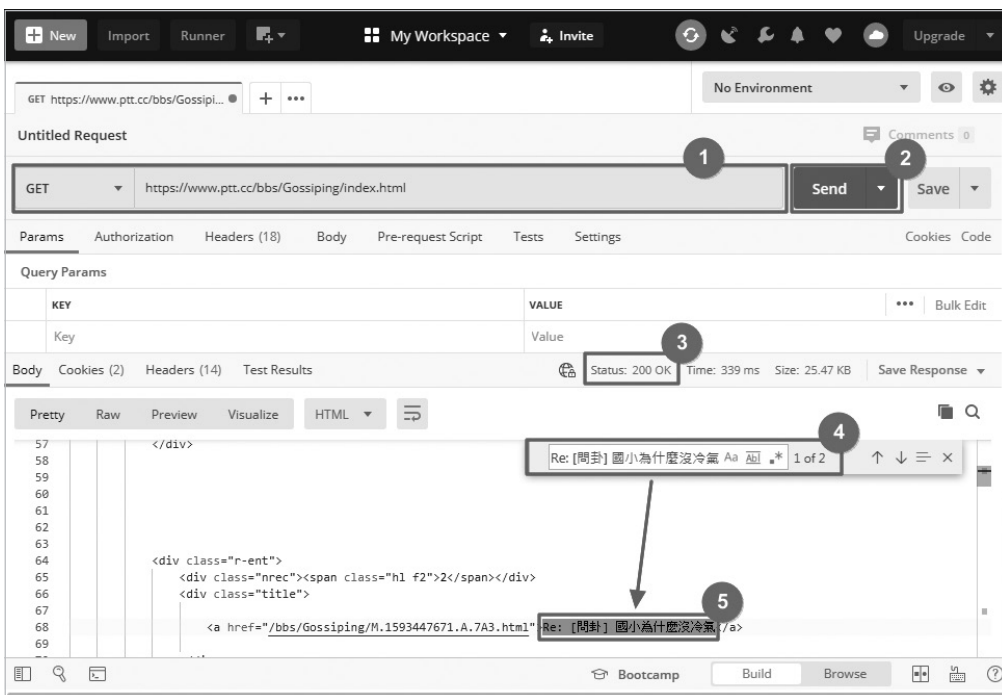 New Import Runner My Workspace Invite Upgrade
GET https://www.ptt.cc/bbs/Gossipi... No Environment
Untitled Request Comments 0
1 2
GET https://www.ptt.cc/bbs/Gossiping/index.html Send Save
Params Authorization Headers (18) Body Pre-request Script Tests Settings Cookies Code
Query Params
KEY VALUE Bulk Edit
Key Value
3
Body Cookies (2) Headers (14) Test Results Status: 200 OK Time: 339 ms Size: 25.47 KB Save Response
Pretty Raw Preview Visualize HTML
4
57 </div>
Re: [問卦] 國小為什麼沒冷氣 Aa Abl .* 1 of 2
58
59
60
61
62
63
64 <div class="r-ent">
65 <div class="nrec"><span class="hl f2">2</span></div>
66 <div class="title">
5
67
68 <a href="/bbs/Gossiping/M.1593447671.A.7A3.html">Re: [問卦] 國小為什麼沒冷氣</a>
69
Bootcamp Build Browse